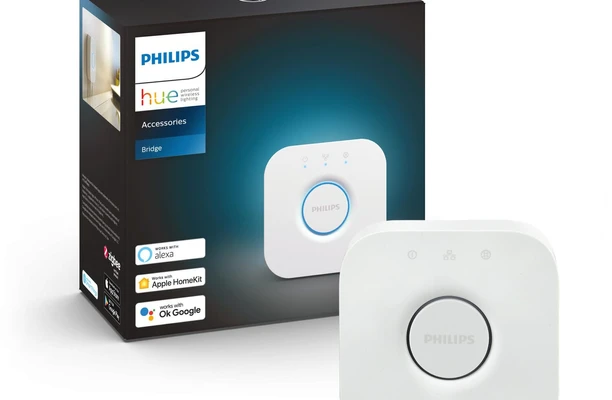 PHILIPS
hue personal
wireless
lighting
Accessories
Bridge
PHILIPS
WORKS WITH
alexa
Works with
Apple HomeKit
works with
Ok Google
zigbee
PHILIPS